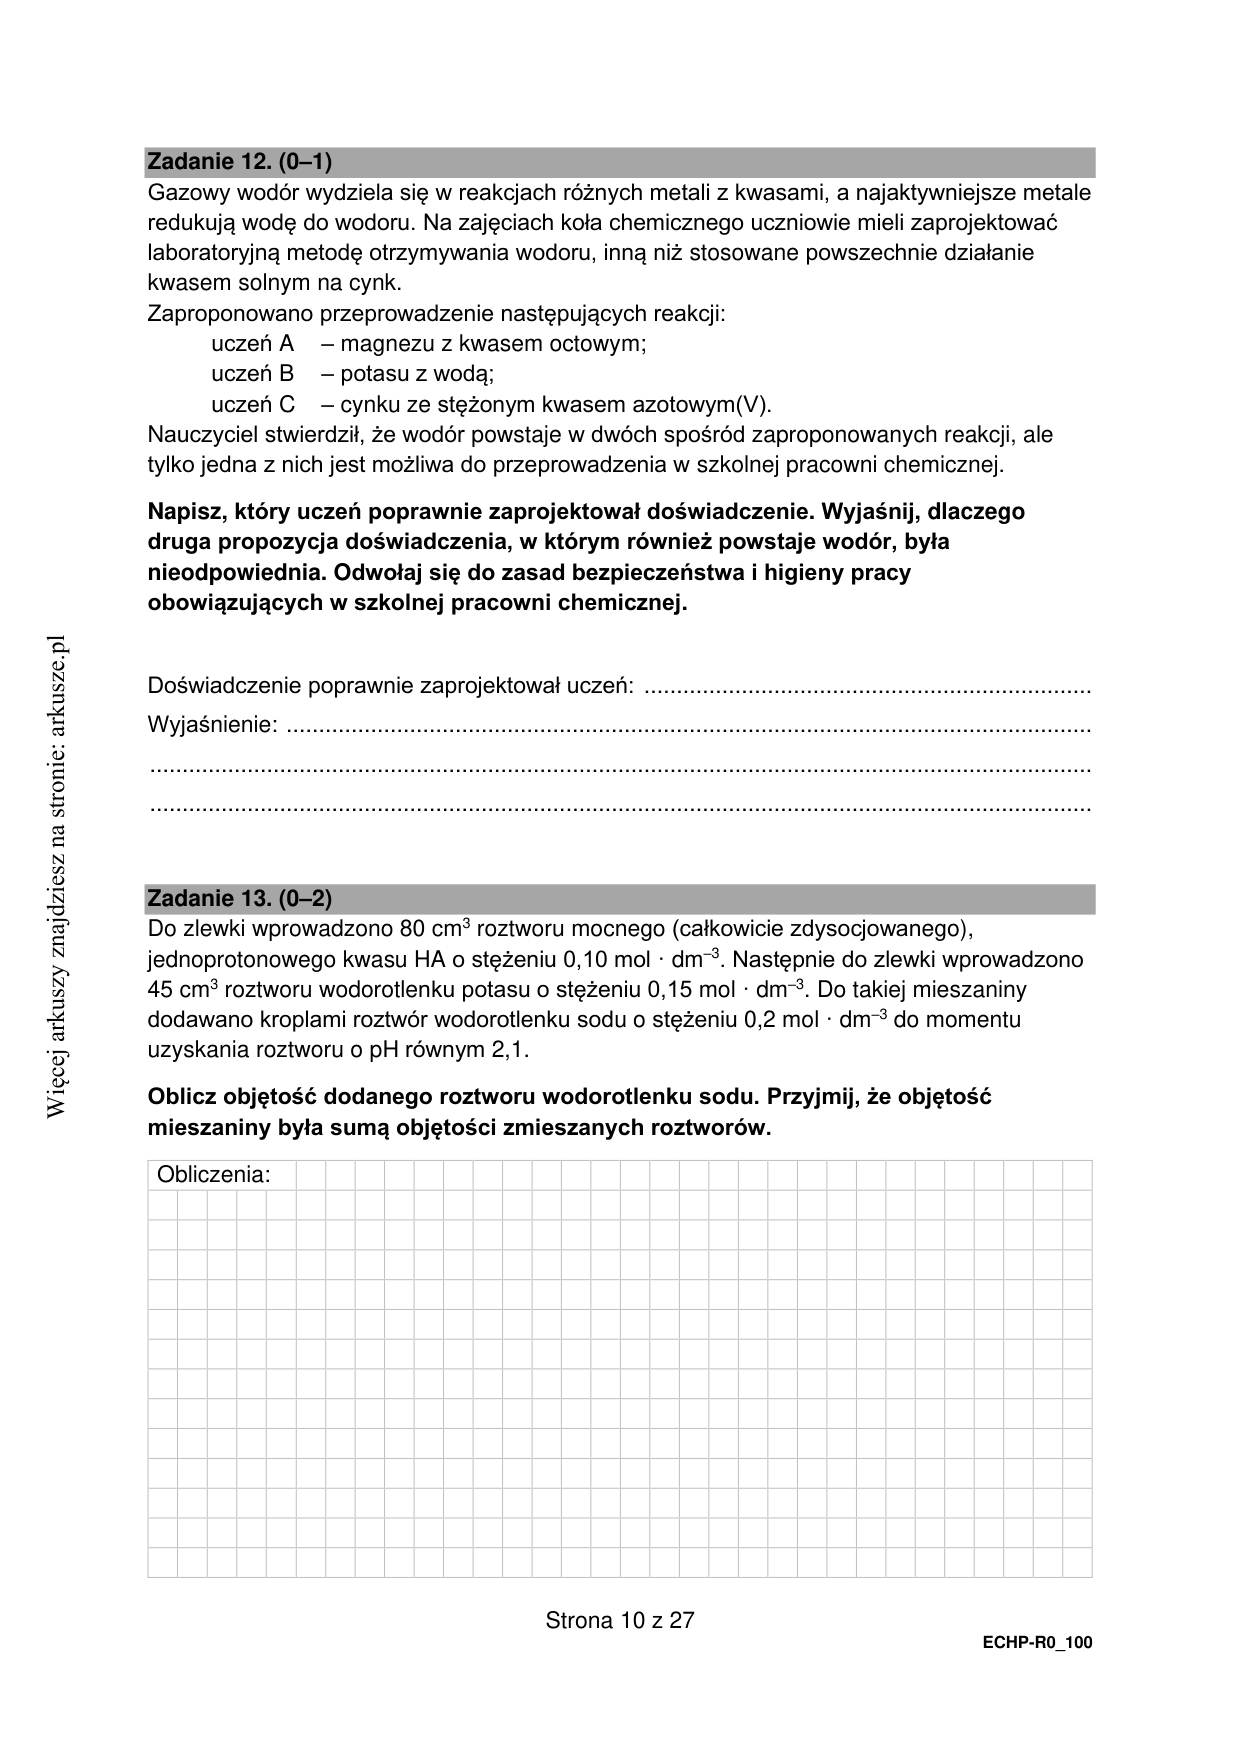 Zadanie 12. (0–1)
Gazowy wodór wydziela się w reakcjach różnych metali z kwasami, a najaktywniejsze metale
redukują wodę do wodoru. Na zajęciach koła chemicznego uczniowie mieli zaprojektować
laboratoryjną metodę otrzymywania wodoru, inną niż stosowane powszechnie działanie
kwasem solnym na cynk.
Zaproponowano przeprowadzenie następujących reakcji:
uczeń A – magnezu z kwasem octowym;
uczeń B – potasu z wodą;
uczeń C – cynku ze stężonym kwasem azotowym(V).
Nauczyciel stwierdził, że wodór powstaje w dwóch spośród zaproponowanych reakcji, ale
tylko jedna z nich jest możliwa do przeprowadzenia w szkolnej pracowni chemicznej.
Napisz, który uczeń poprawnie zaprojektował doświadczenie. Wyjaśnij, dlaczego
druga propozycja doświadczenia, w którym również powstaje wodór, była
nieodpowiednia. Odwołaj się do zasad bezpieczeństwa i higieny pracy
obowiązujących w szkolnej pracowni chemicznej.
Doświadczenie poprawnie zaprojektował uczeń: .....................................................................
Wyjaśnienie: ............................................................................................................................
.................................................................................................................................................
.................................................................................................................................................
Zadanie 13. (0–2)
Do zlewki wprowadzono 80 cm³ roztworu mocnego (całkowicie zdysocjowanego),
jednoprotonowego kwasu HA o stężeniu 0,10 mol · dm⁻³. Następnie do zlewki wprowadzono
45 cm³ roztworu wodorotlenku potasu o stężeniu 0,15 mol · dm⁻³. Do takiej mieszaniny
dodawano kroplami roztwór wodorotlenku sodu o stężeniu 0,2 mol · dm⁻³ do momentu
uzyskania roztworu o pH równym 2,1.
Oblicz objętość dodanego roztworu wodorotlenku sodu. Przyjmij, że objętość
mieszaniny była sumą objętości zmieszanych roztworów.
Obliczenia:
Strona 10 z 27
ECHP-R0_100
Więcej arkuszy znajdziesz na stronie: arkusze.pl